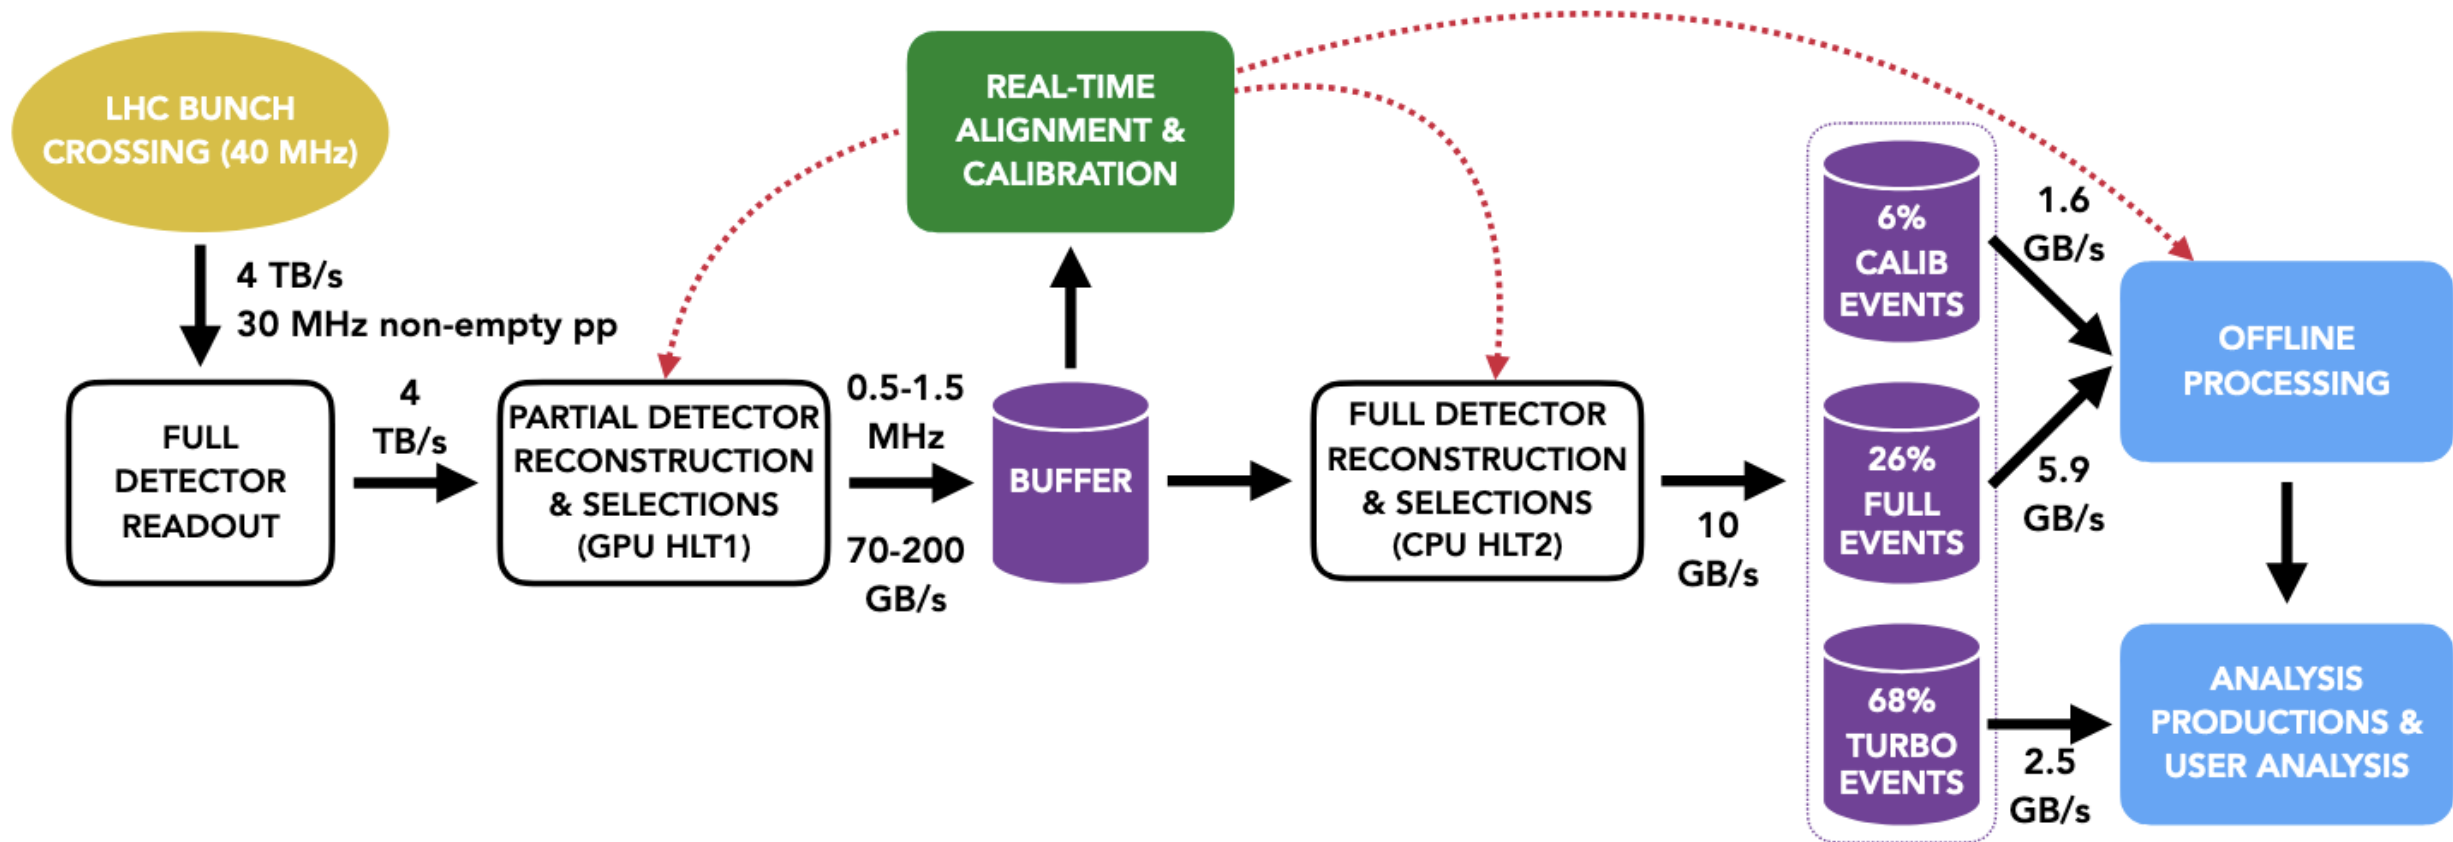 LHC BUNCH
CROSSING (40 MHz)
4 TB/s
30 MHz non-empty pp
FULL
DETECTOR
READOUT
4
TB/s
PARTIAL DETECTOR
RECONSTRUCTION
& SELECTIONS
(GPU HLT1)
0.5-1.5
MHz
70-200
GB/s
BUFFER
REAL-TIME
ALIGNMENT &
CALIBRATION
FULL DETECTOR
RECONSTRUCTION
& SELECTIONS
(CPU HLT2)
10
GB/s
6%
CALIB
EVENTS
26%
FULL
EVENTS
68%
TURBO
EVENTS
1.6
GB/s
5.9
GB/s
2.5
GB/s
OFFLINE
PROCESSING
ANALYSIS
PRODUCTIONS &
USER ANALYSIS